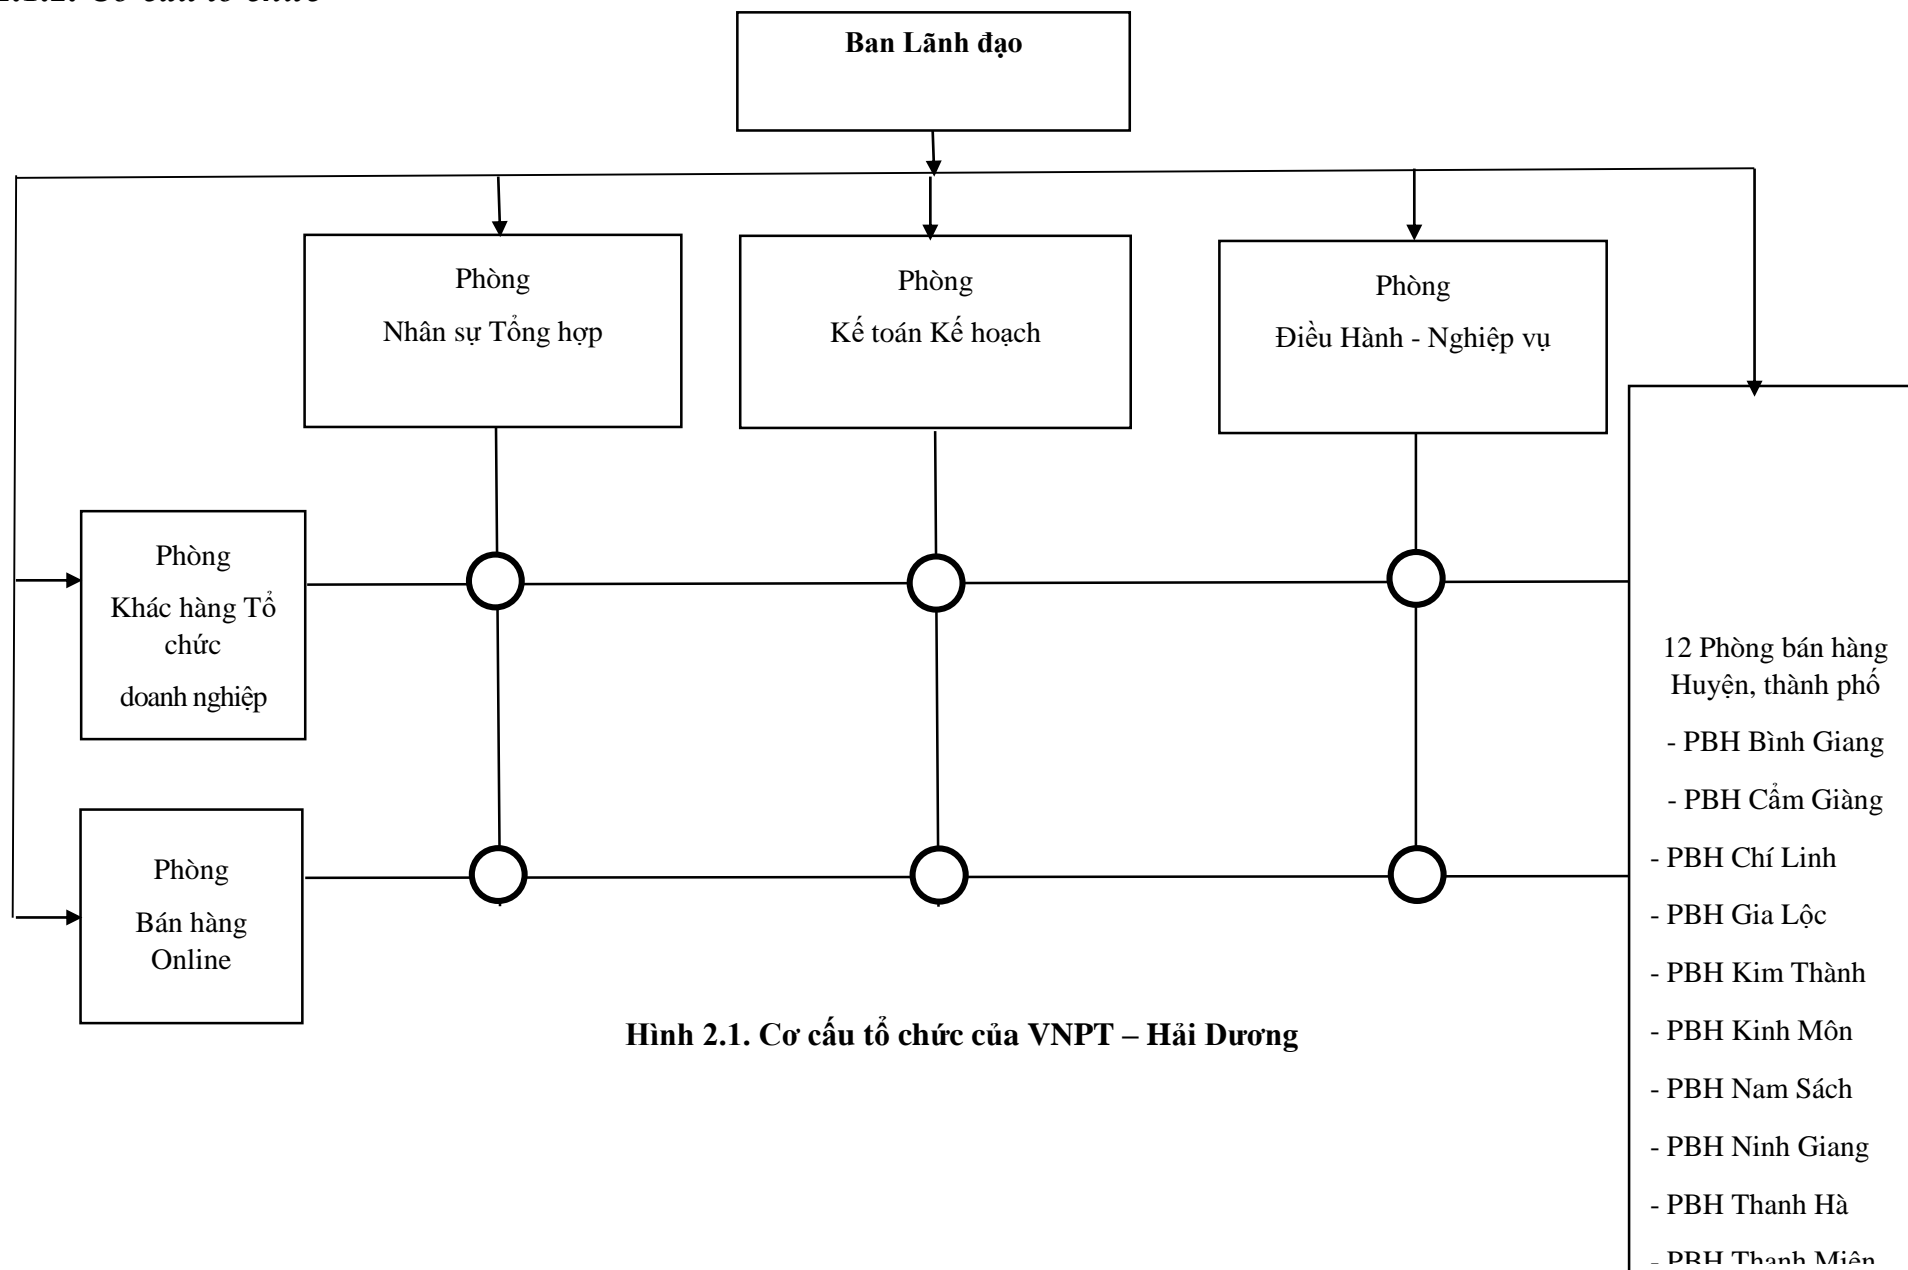 Ban Lãnh đạo
Phòng
Nhân sự Tổng hợp
Phòng
Kế toán Kế hoạch
Phòng
Điều Hành - Nghiệp vụ
Phòng
Khác hàng Tổ
chức
doanh nghiệp
Phòng
Bán hàng
Online
12 Phòng bán hàng
Huyện, thành phố
- PBH Bình Giang
- PBH Cẩm Giàng
- PBH Chí Linh
- PBH Gia Lộc
- PBH Kim Thành
- PBH Kinh Môn
- PBH Nam Sách
- PBH Ninh Giang
- PBH Thanh Hà
- PBH Thanh Miện
Hình 2.1. Cơ cấu tổ chức của VNPT – Hải Dương